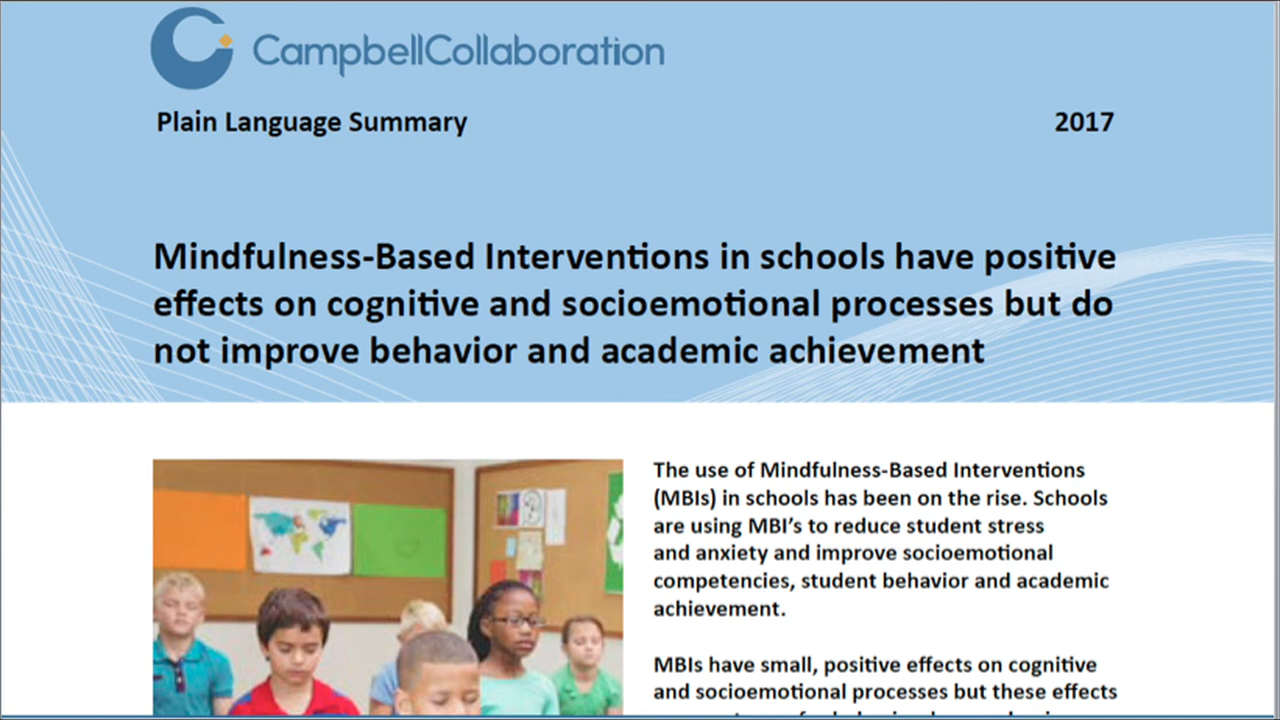 CampbellCollaboration
Plain Language Summary
2017
Mindfulness-Based Interventions in schools have positive
effects on cognitive and socioemotional processes but do
not improve behavior and academic achievement
The use of Mindfulness-Based Interventions
(MBIs) in schools has been on the rise. Schools
are using MBI’s to reduce student stress
and anxiety and improve socioemotional
competencies, student behavior and academic
achievement.
MBIs have small, positive effects on cognitive
and socioemotional processes but these effects